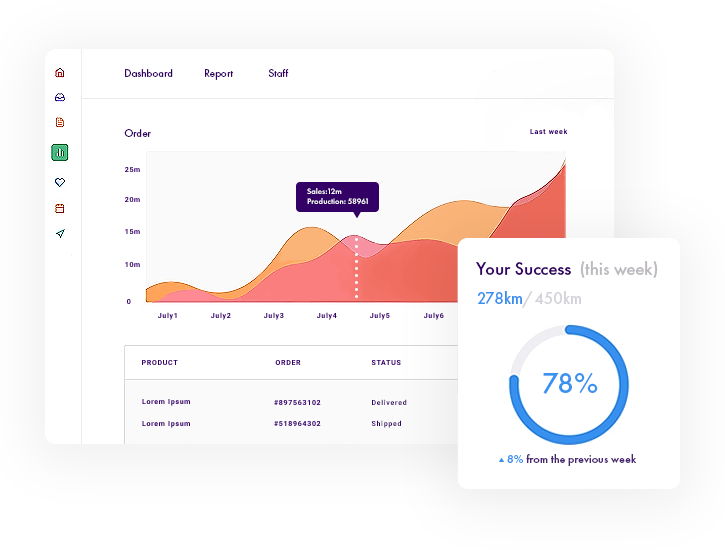 Dashboard Report Staff
Order
Last week
25m
20m
15m
10m
0
Sales:12m
Production: 58961
July1 July2 July3 July4 July5 July6
PRODUCT ORDER STATUS
Lorem Ipsum #897563102 Delivered
Lorem Ipsum #518964302 Shipped
Your Success (this week)
278km/450km
78%
▲ 8% from the previous week